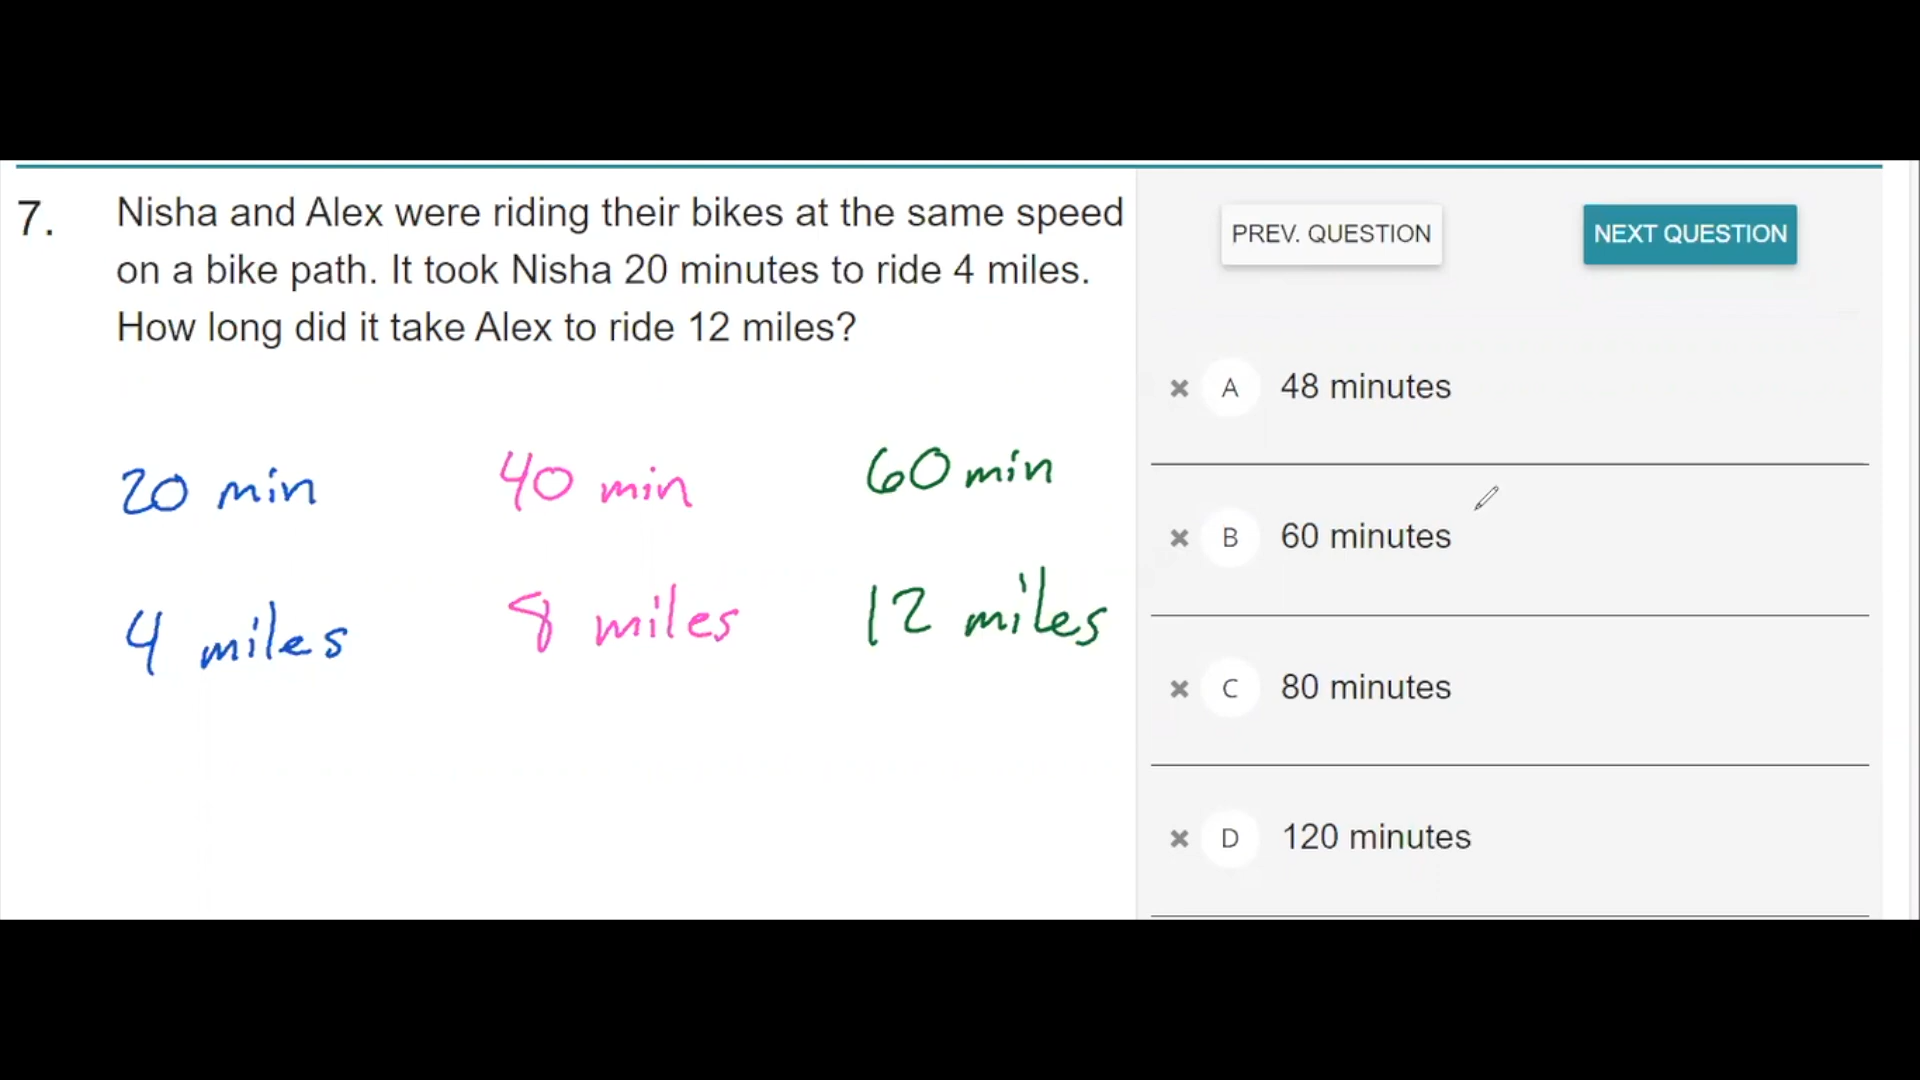 7.
Nisha and Alex were riding their bikes at the same speed
on a bike path. It took Nisha 20 minutes to ride 4 miles.
How long did it take Alex to ride 12 miles?
20 min
40 min
60 min
4 miles
8 miles
12 miles
PREV. QUESTION
NEXT QUESTION
A 48 minutes
B 60 minutes
C 80 minutes
D 120 minutes